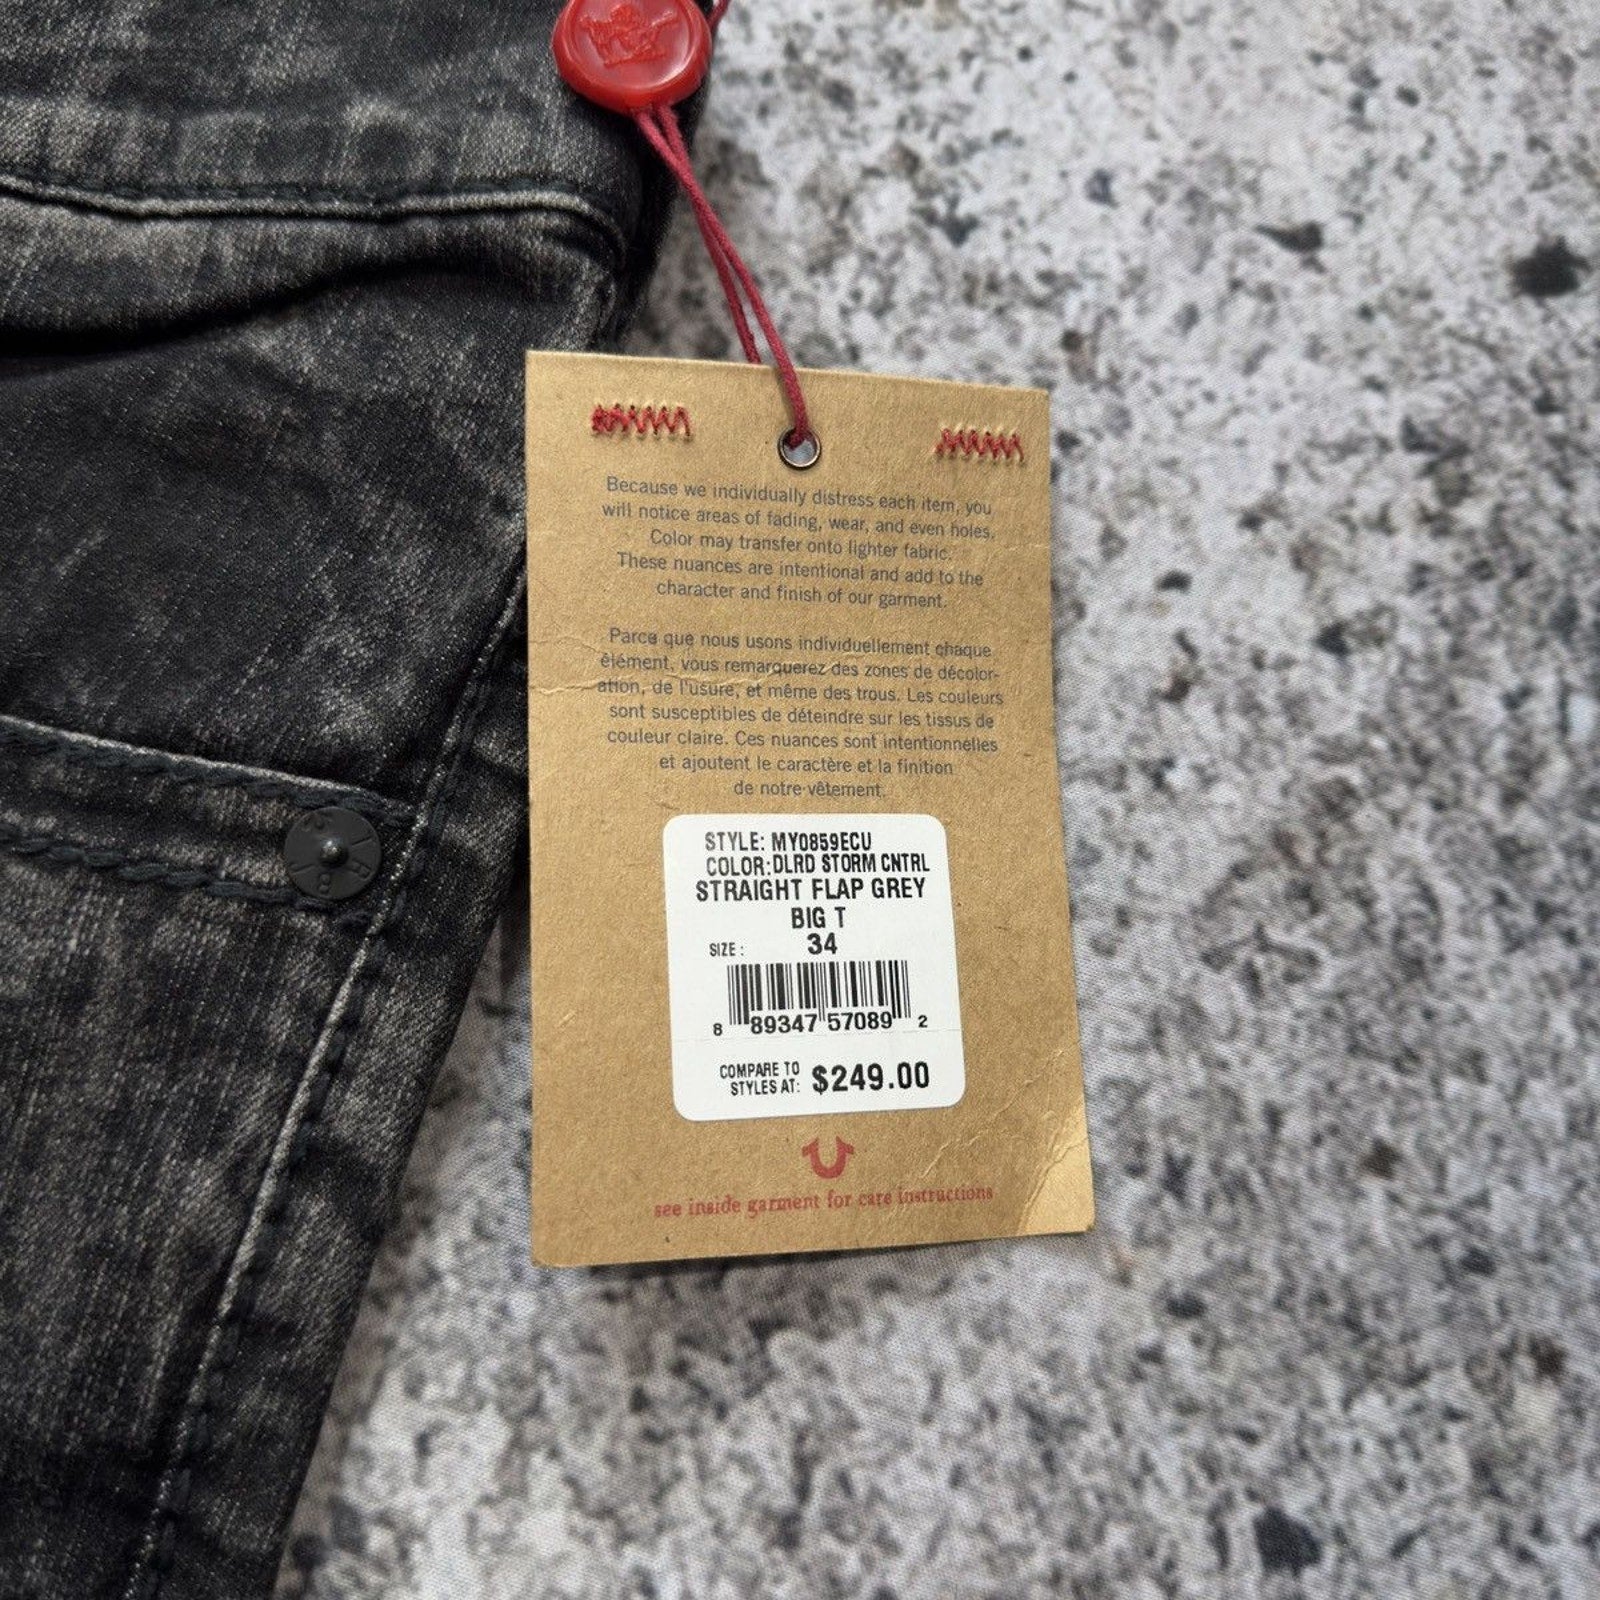 Because we individually distress each item, you
will notice areas of fading, wear, and even holes.
Color may transfer onto lighter fabric.
These nuances are intentional and add to the
character and finish of our garment.
Parce que nous usons individuellement chaque
élément, vous remarquerez des zones de décolor-
ation, de l'usure, et même des trous. Les couleurs
sont susceptibles de déteindre sur les tissus de
couleur claire. Ces nuances sont intentionnelles
et ajoutent le caractère et la finition
de notre vêtement.
STYLE: MY0859ECU
COLOR:DLRD STORM CNTRL
STRAIGHT FLAP GREY
BIG T
SIZE: 34
8 89347 57089 2
COMPARE TO
STYLES AT: $249.00
see inside garment for care instructions